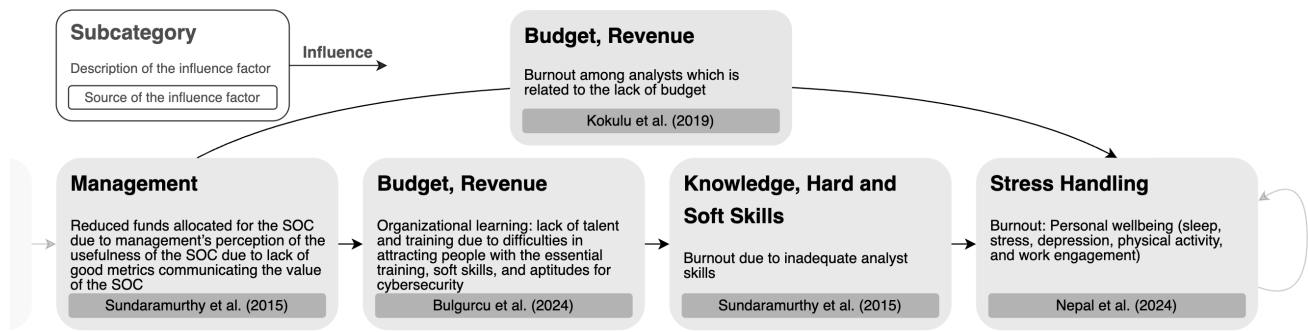 Subcategory
Description of the influence factor
Source of the influence factor
Influence
Budget, Revenue
Burnout among analysts which is
related to the lack of budget
Kokulu et al. (2019)
Management
Reduced funds allocated for the SOC
due to management's perception of the
usefulness of the SOC due to lack of
good metrics communicating the value
of the SOC
Sundaramurthy et al. (2015)
Budget, Revenue
Organizational learning: lack of talent
and training due to difficulties in
attracting people with the essential
training, soft skills, and aptitudes for
cybersecurity
Bulgurcu et al. (2024)
Knowledge, Hard and
Soft Skills
Burnout due to inadequate analyst
skills
Sundaramurthy et al. (2015)
Stress Handling
Burnout: Personal wellbeing (sleep,
stress, depression, physical activity,
and work engagement)
Nepal et al. (2024)